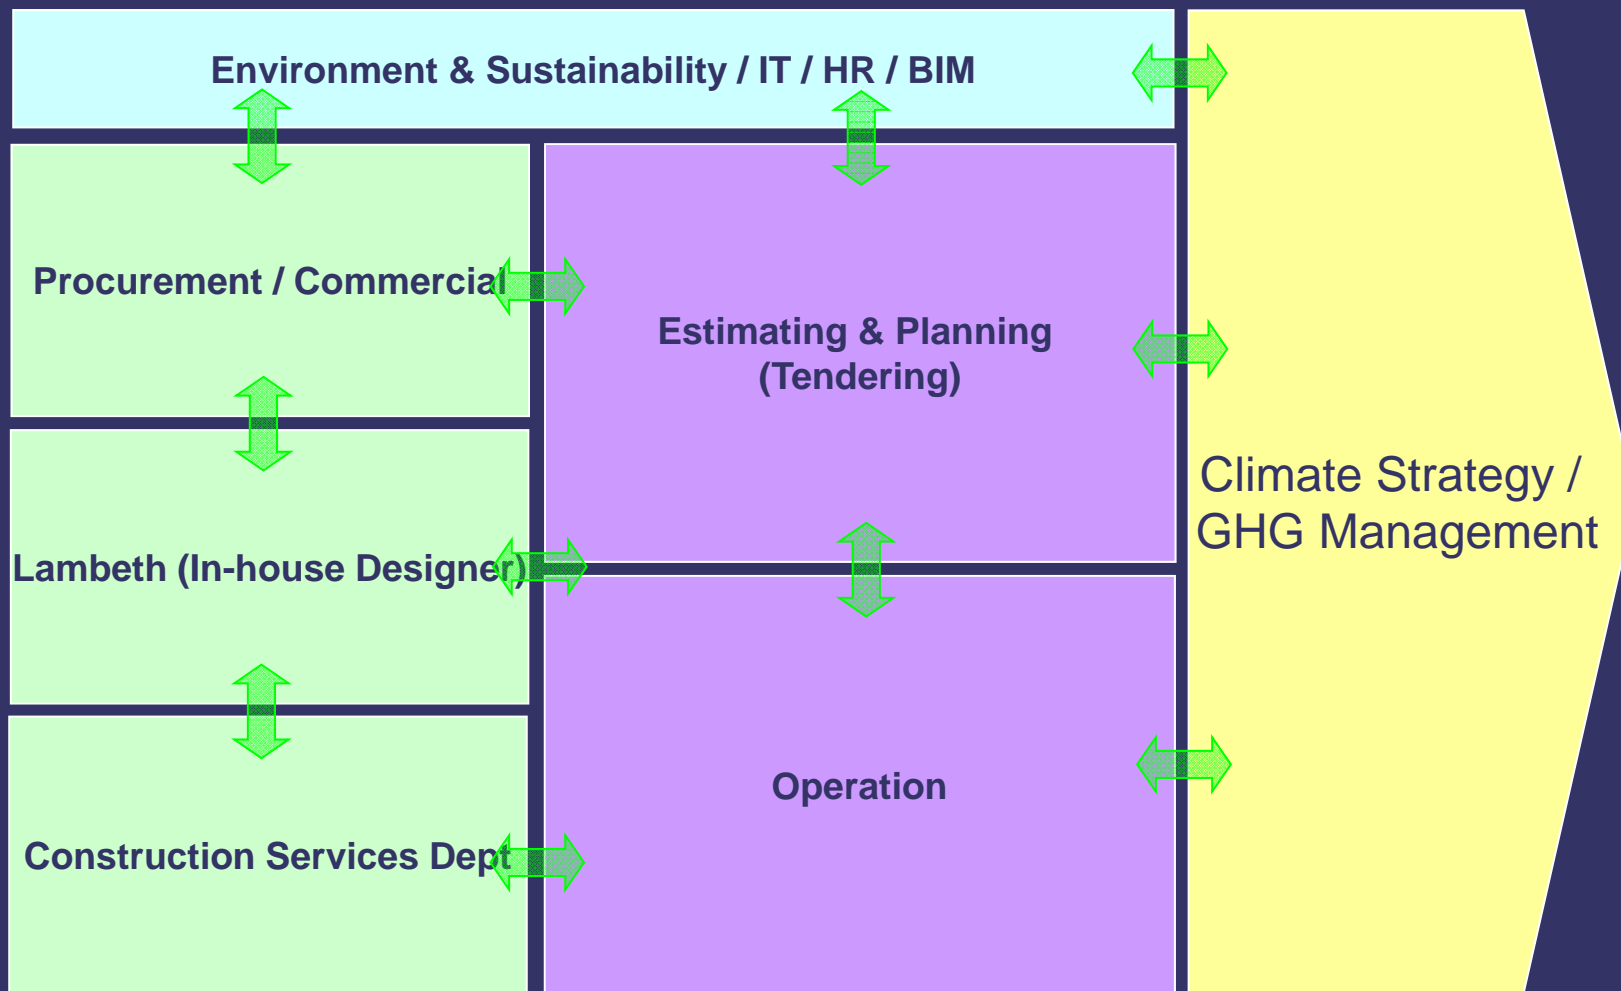 Environment & Sustainability / IT / HR / BIM
Procurement / Commercial
Estimating & Planning
(Tendering)
Climate Strategy /
GHG Management
Lambeth (In-house Designer)
Operation
Construction Services Dept